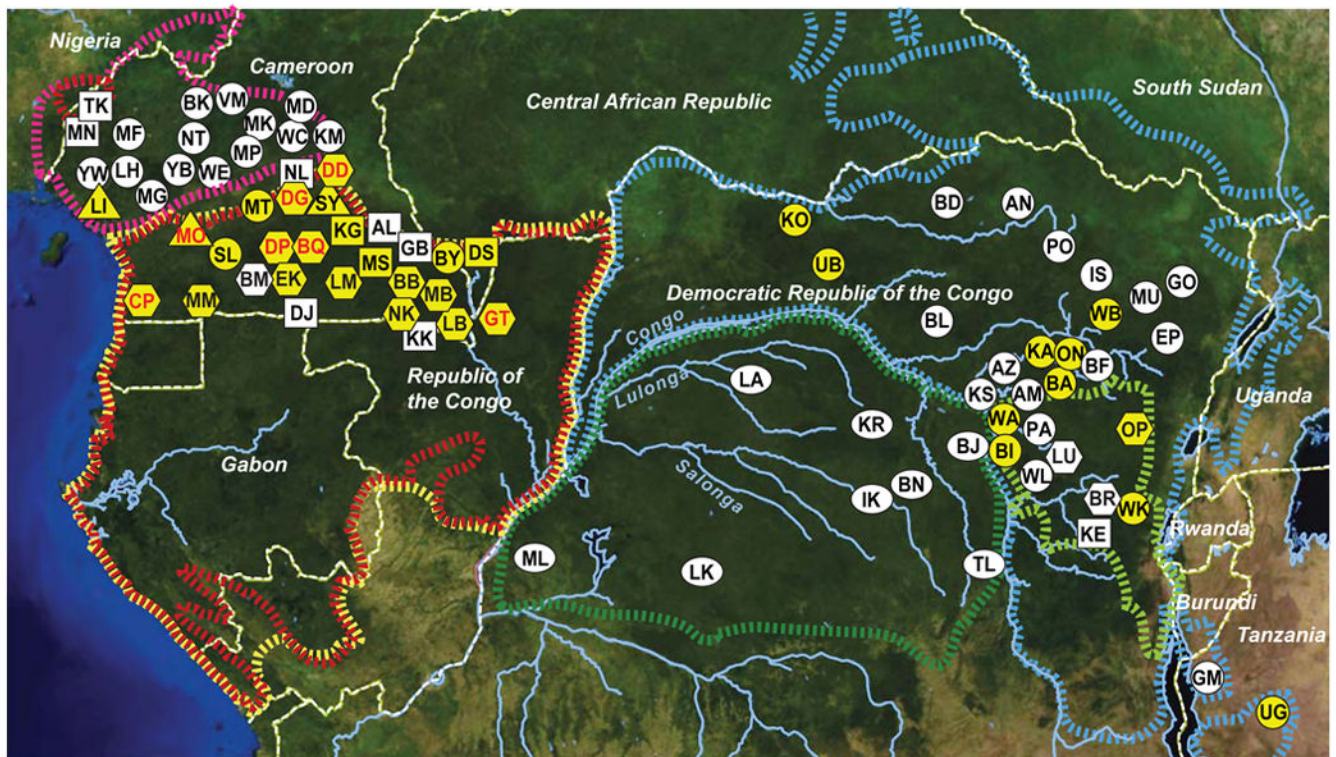 Nigeria
Cameroon
Central African Republic
South Sudan
TK
BK
VM
MD
MN
MF
NT
MK
WC
KM
MP
YW
LH
YB
WE
NL
DD
LI
MG
MT
DG
SY
MO
KG
AL
SL
DP
BQ
GB
BY
DS
BM
EK
LM
MS
BB
MB
CP
MM
DJ
NK
LB
GT
KK
KO
UB
BD
AN
PO
IS
GO
MU
Democratic Republic of the Congo
BL
WB
EP
Congo
Lulonga
LA
AZ
KA
ON
BF
BA
KS
AM
Republic of
the Congo
Uganda
KR
WA
PA
OP
BJ
BI
LU
Gabon
Salonga
IK
BN
WL
BR
WK
KE
Rwanda
ML
LK
TL
Burundi
Tanzania
GM
UG